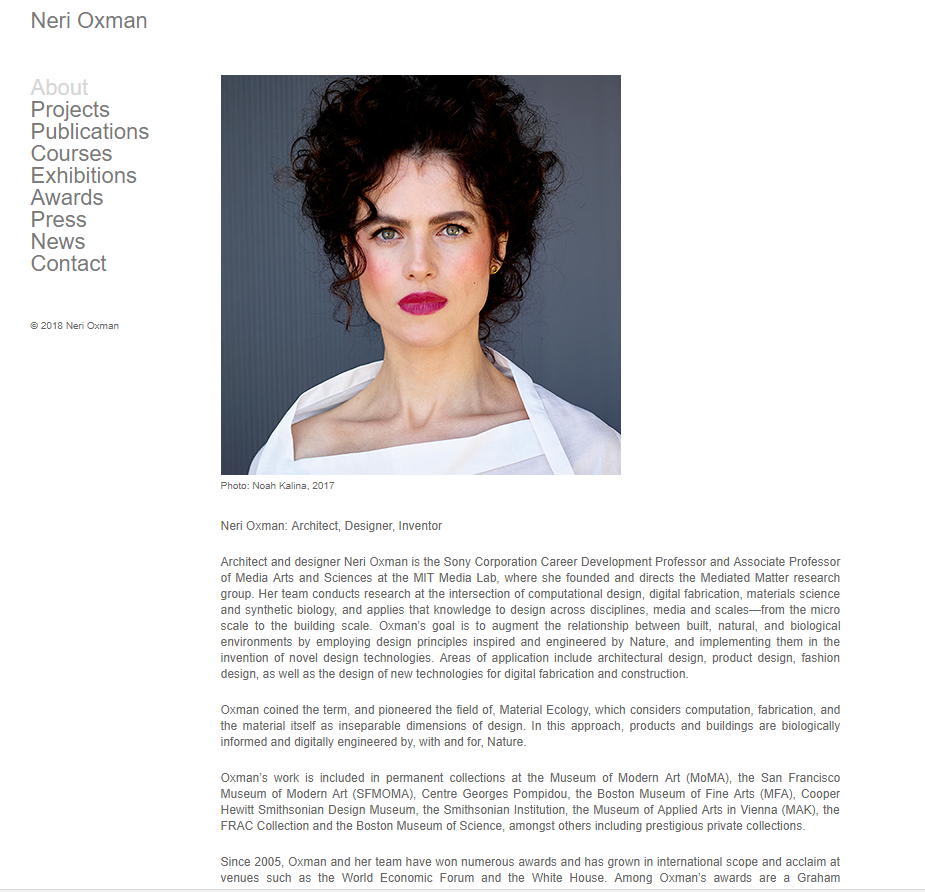 Neri Oxman
About
Projects
Publications
Courses
Exhibitions
Awards
Press
News
Contact
© 2018 Neri Oxman
Photo: Noah Kalina, 2017
Neri Oxman: Architect, Designer, Inventor
Architect and designer Neri Oxman is the Sony Corporation Career Development Professor and Associate Professor
of Media Arts and Sciences at the MIT Media Lab, where she founded and directs the Mediated Matter research
group. Her team conducts research at the intersection of computational design, digital fabrication, materials science
and synthetic biology, and applies that knowledge to design across disciplines, media and scales—from the micro
scale to the building scale. Oxman's goal is to augment the relationship between built, natural, and biological
environments by employing design principles inspired and engineered by Nature, and implementing them in the
invention of novel design technologies. Areas of application include architectural design, product design, fashion
design, as well as the design of new technologies for digital fabrication and construction.
Oxman coined the term, and pioneered the field of, Material Ecology, which considers computation, fabrication, and
the material itself as inseparable dimensions of design. In this approach, products and buildings are biologically
informed and digitally engineered by, with and for, Nature.
Oxman's work is included in permanent collections at the Museum of Modern Art (MoMA), the San Francisco
Museum of Modern Art (SFMOMA), Centre Georges Pompidou, the Boston Museum of Fine Arts (MFA), Cooper
Hewitt Smithsonian Design Museum, the Smithsonian Institution, the Museum of Applied Arts in Vienna (MAK), the
FRAC Collection and the Boston Museum of Science, amongst others including prestigious private collections.
Since 2005, Oxman and her team have won numerous awards and has grown in international scope and acclaim at
venues such as the World Economic Forum and the White House. Among Oxman's awards are a Graham